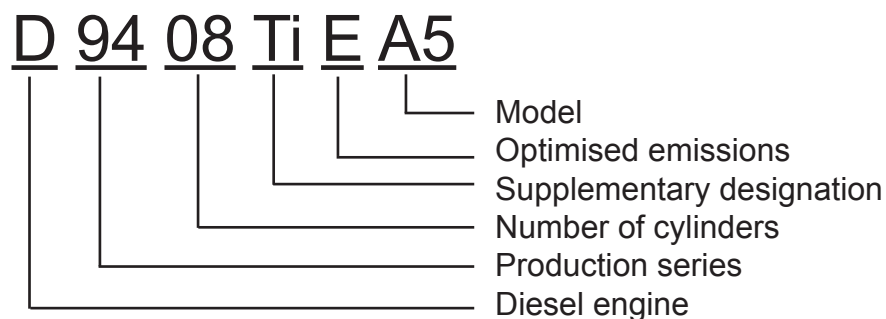 D 94 08 Ti E A5
Model
Optimised emissions
Supplementary designation
Number of cylinders
Production series
Diesel engine